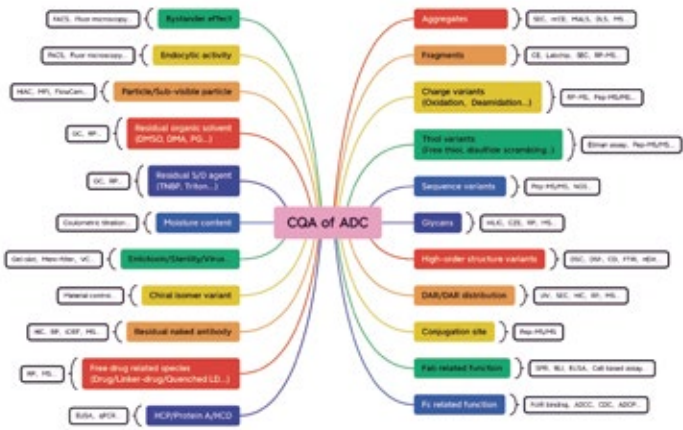 CQA of ADC
FACS, Fluor microscopy...
Bystander effect
FACS, Fluor microscopy...
Endocytic activity
HIAC, MFI, FlowCam...
Particle/Sub-visible particle
GC, RP...
Residual organic solvent
(DMSO, DMA, PG...)
GC, RP...
Residual S/D agent
(TNBP, Triton...)
Coulometric titration...
Moisture content
Endotoxin/Sterility/Virus...
Material control...
Chiral isomer variant
HIC, RP, iCIEF, MS...
Residual naked antibody
RP, MS...
Free drug related species
(Drug/Linker-drug/Quenched LD...)
ELISA, qPCR...
HCP/Protein A/HCD
Aggregates
SEC, MALS, DLS, MS...
Fragments
CE, Labchip, SEC, RP-MS...
Charge variants
(Oxidation, Deamidation...)
RP-MS, Pep-MS/MS...
Thiol variants
(Free thiol, disulfide scrambling...)
Ellman assay, Pep-MS/MS...
Sequence variants
Pep-MS/MS, NGS...
Glycans
HILIC, CZE, RP, MS...
High-order structure variants
DSC, DSF, CD, FTIR, HDX...
DAR/DAR distribution
UV, SEC, HIC, RP, MS...
Conjugation site
Pep-MS/MS
Fab related function
SPR, BLI, ELISA, Cell based assay...
Fc related function
FcR binding, ADCC, CDC, ADCP...